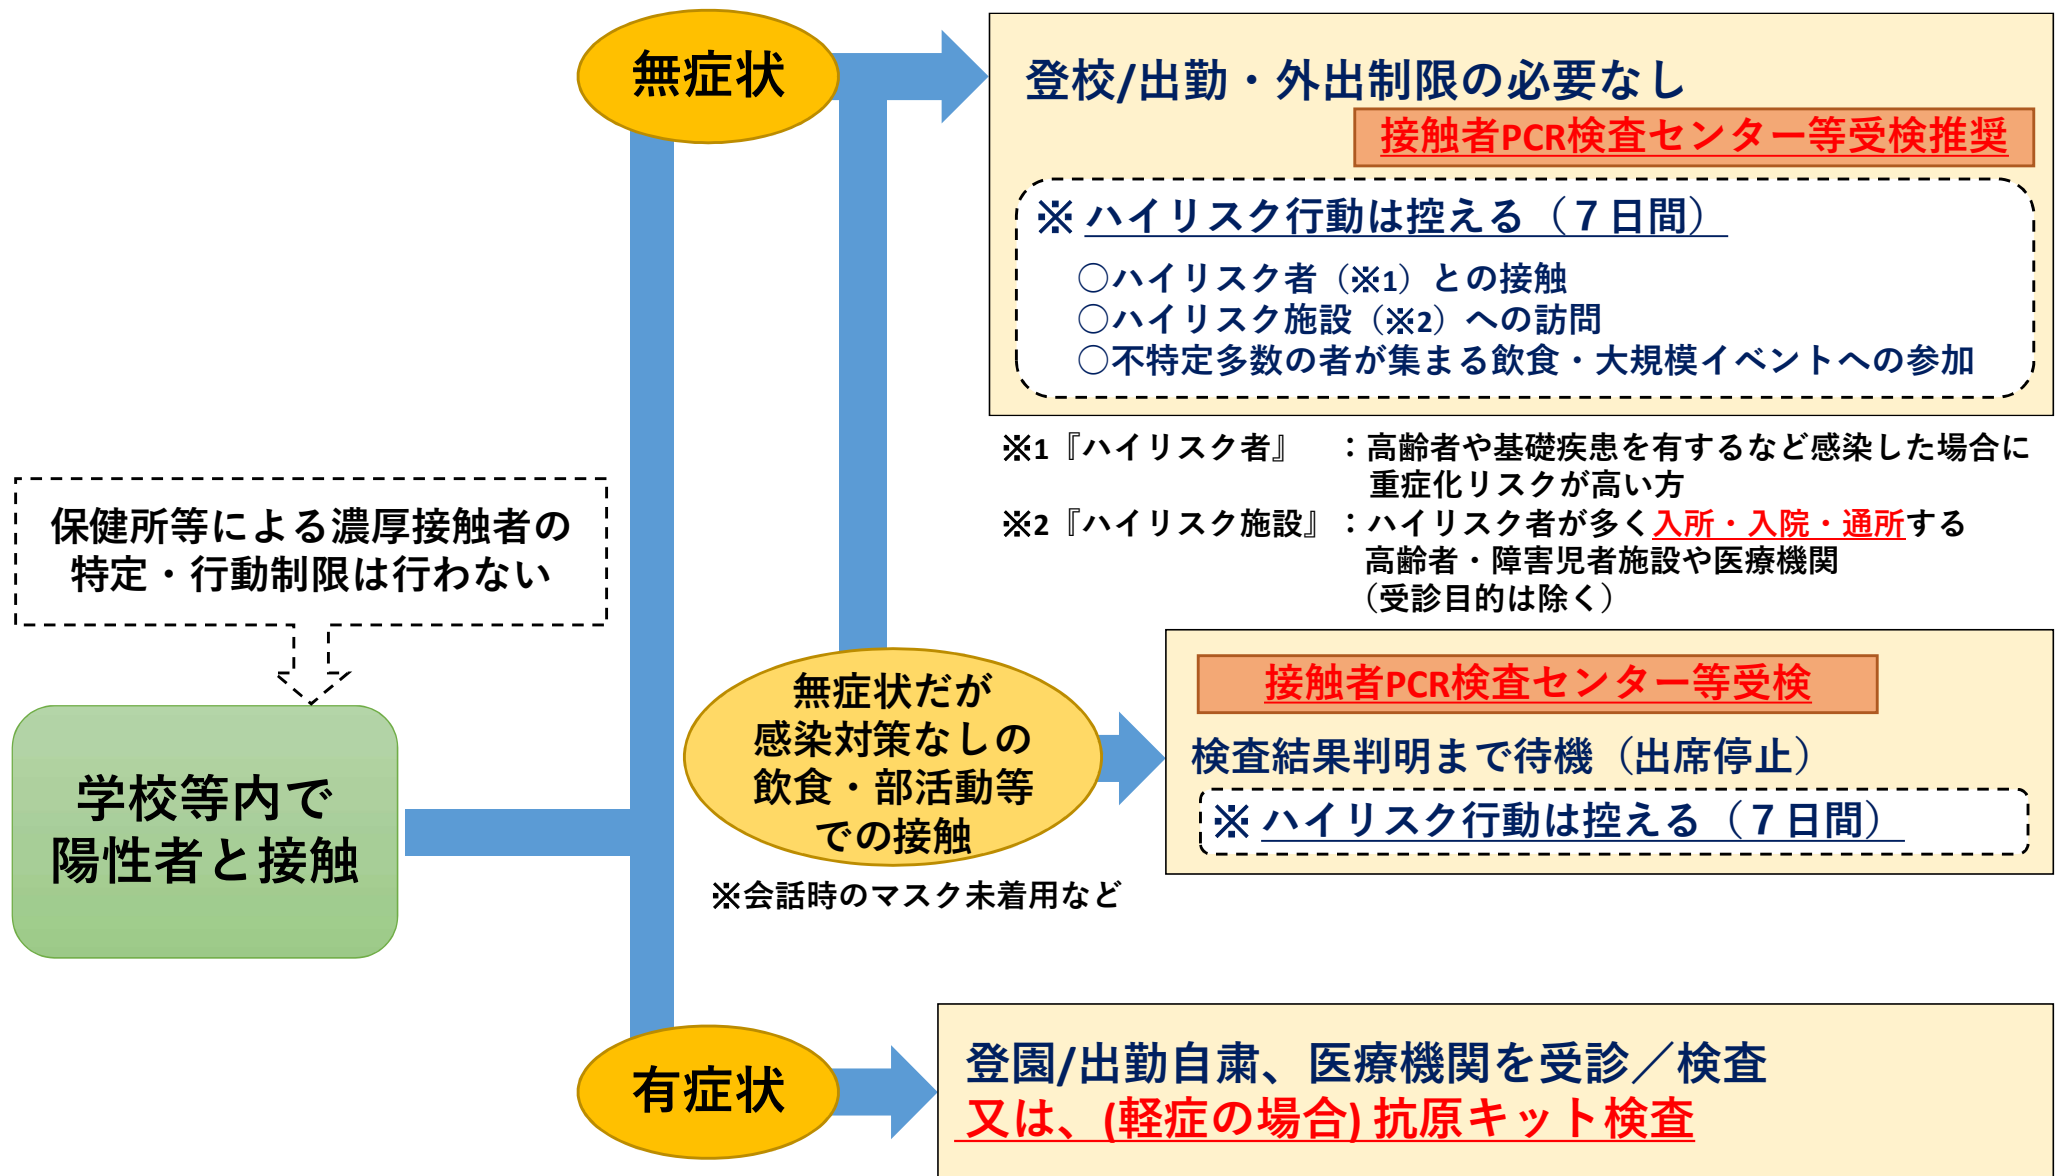 無症状
登校/出勤・外出制限の必要なし
接触者PCR検査センター等受検推奨
※ ハイリスク行動は控える（７日間）
○ハイリスク者（※1）との接触
○ハイリスク施設（※2）への訪問
○不特定多数の者が集まる飲食・大規模イベントへの参加
※1『ハイリスク者』　：高齢者や基礎疾患を有するなど感染した場合に
重症化リスクが高い方
※2『ハイリスク施設』：ハイリスク者が多く入所・入院・通所する
高齢者・障害児者施設や医療機関
（受診目的は除く）
保健所等による濃厚接触者の
特定・行動制限は行わない
学校等内で
陽性者と接触
無症状だが
感染対策なしの
飲食・部活動等
での接触
※会話時のマスク未着用など
接触者PCR検査センター等受検
検査結果判明まで待機（出席停止）
※ ハイリスク行動は控える（７日間）
有症状
登園/出勤自粛、医療機関を受診／検査
又は、(軽症の場合) 抗原キット検査